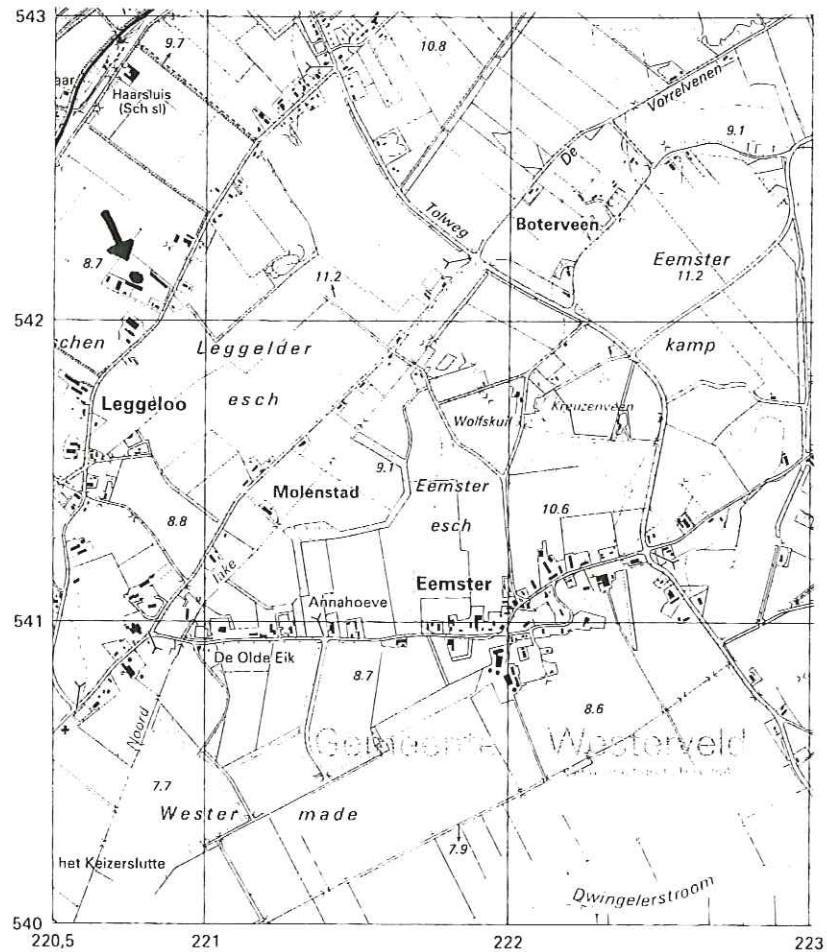 543
9.7
10.8
Haarsluis
(Sch sl)
De Vorrelvenen
9.1
Tolweg
Boterveen
Eemster
11.2
8.7
11.2
542
schen
Leggelder
esch
kamp
Leggeloo
Wolfskuil
Kreuzenveen
9.1
Molenstad
Eemster
esch
10.6
8.8
lake
Eemster
Annahoeve
541
De Olde Eik
8.7
8.6
Noord
Gemeente Westerveld
7.7
Wester made
7.9
het Keizerslutte
Dwingelerstroom
540
220,5
221
222
223